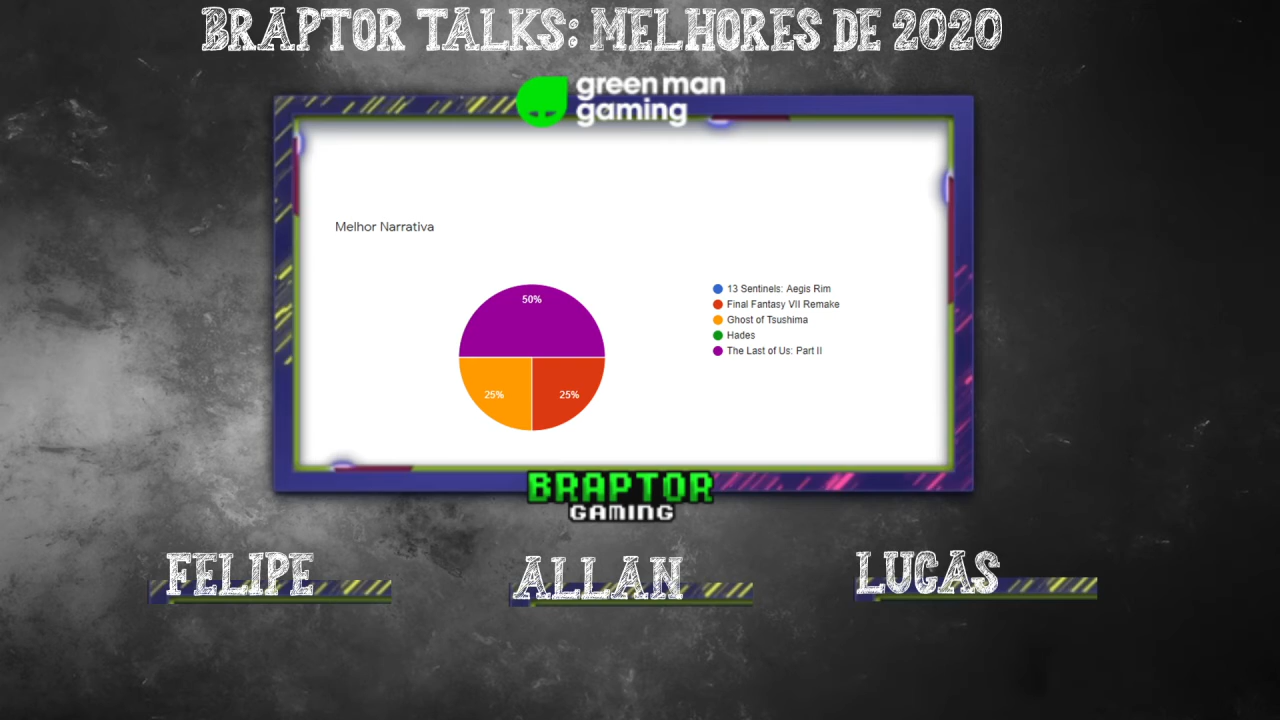 BRAPTOR TALKS: MELHORES DE 2020
green man
gaming
Melhor Narrativa
50%
25%
25%
13 Sentinels: Aegis Rim
Final Fantasy VII Remake
Ghost of Tsushima
Hades
The Last of Us: Part II
BRAPTOR
GAMING
FELIPE
ALLAN
LUCAS